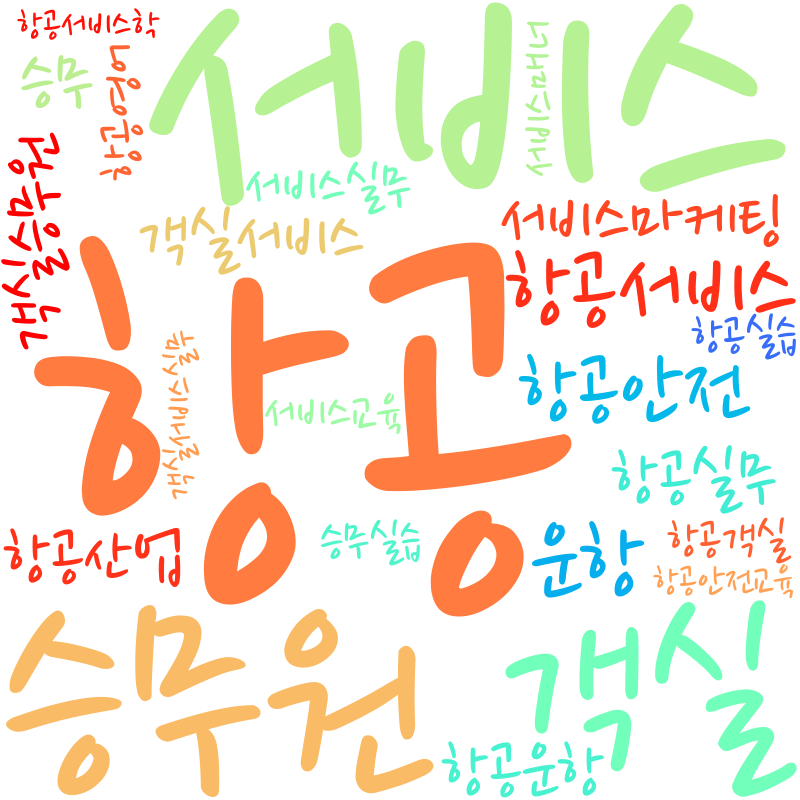 항공서비스학
서비스
승무
항공운항
서비스매너
객실승무원
서비스실무
객실서비스
서비스마케팅
항공
항공서비스
항공실습
객실서비스실무
항공안전
서비스교육
항공실무
항공산업
승무실습
운항
항공객실
항공안전교육
승무원
객실
항공운항